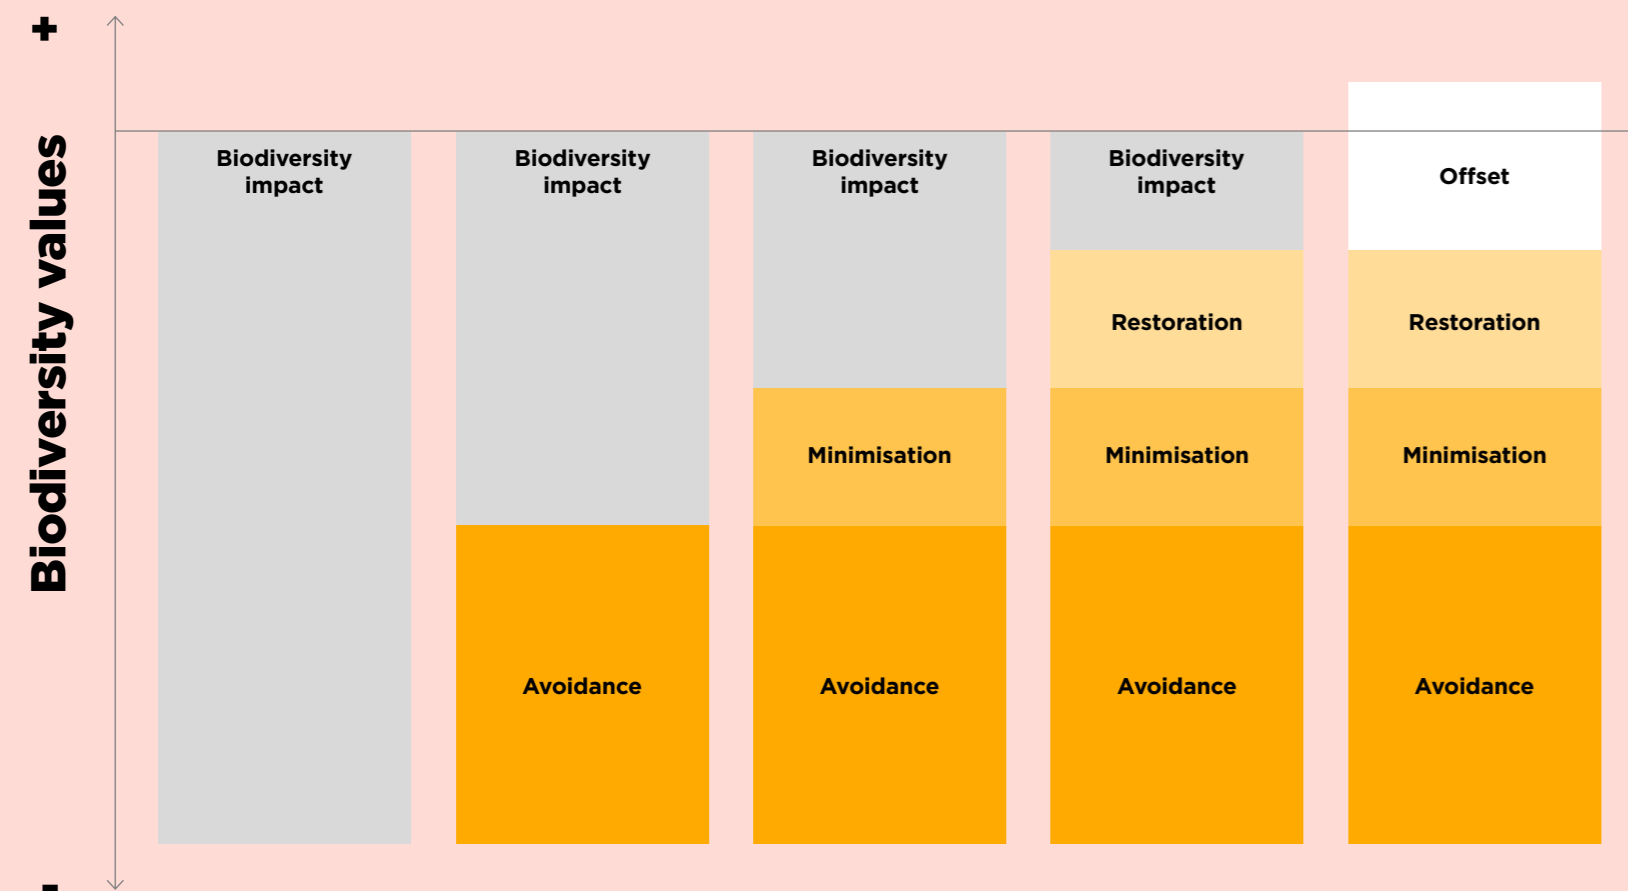 +
Biodiversity values
-
Biodiversity
impact
Biodiversity
impact
Avoidance
Biodiversity
impact
Minimisation
Avoidance
Biodiversity
impact
Restoration
Minimisation
Avoidance
Offset
Restoration
Minimisation
Avoidance